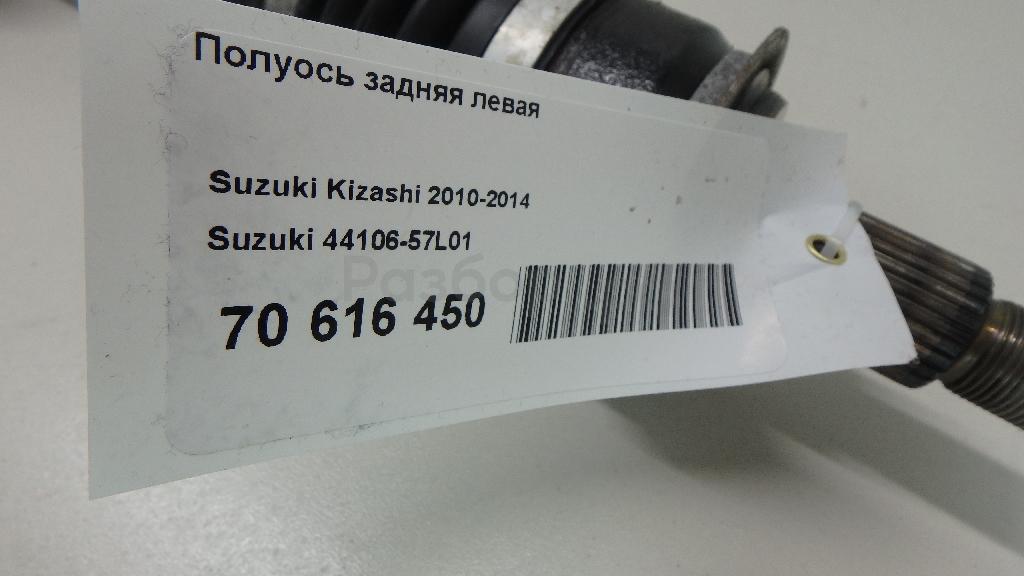 Полуось задняя левая
Suzuki Kizashi 2010-2014
Suzuki 44106-57L01
70 616 450